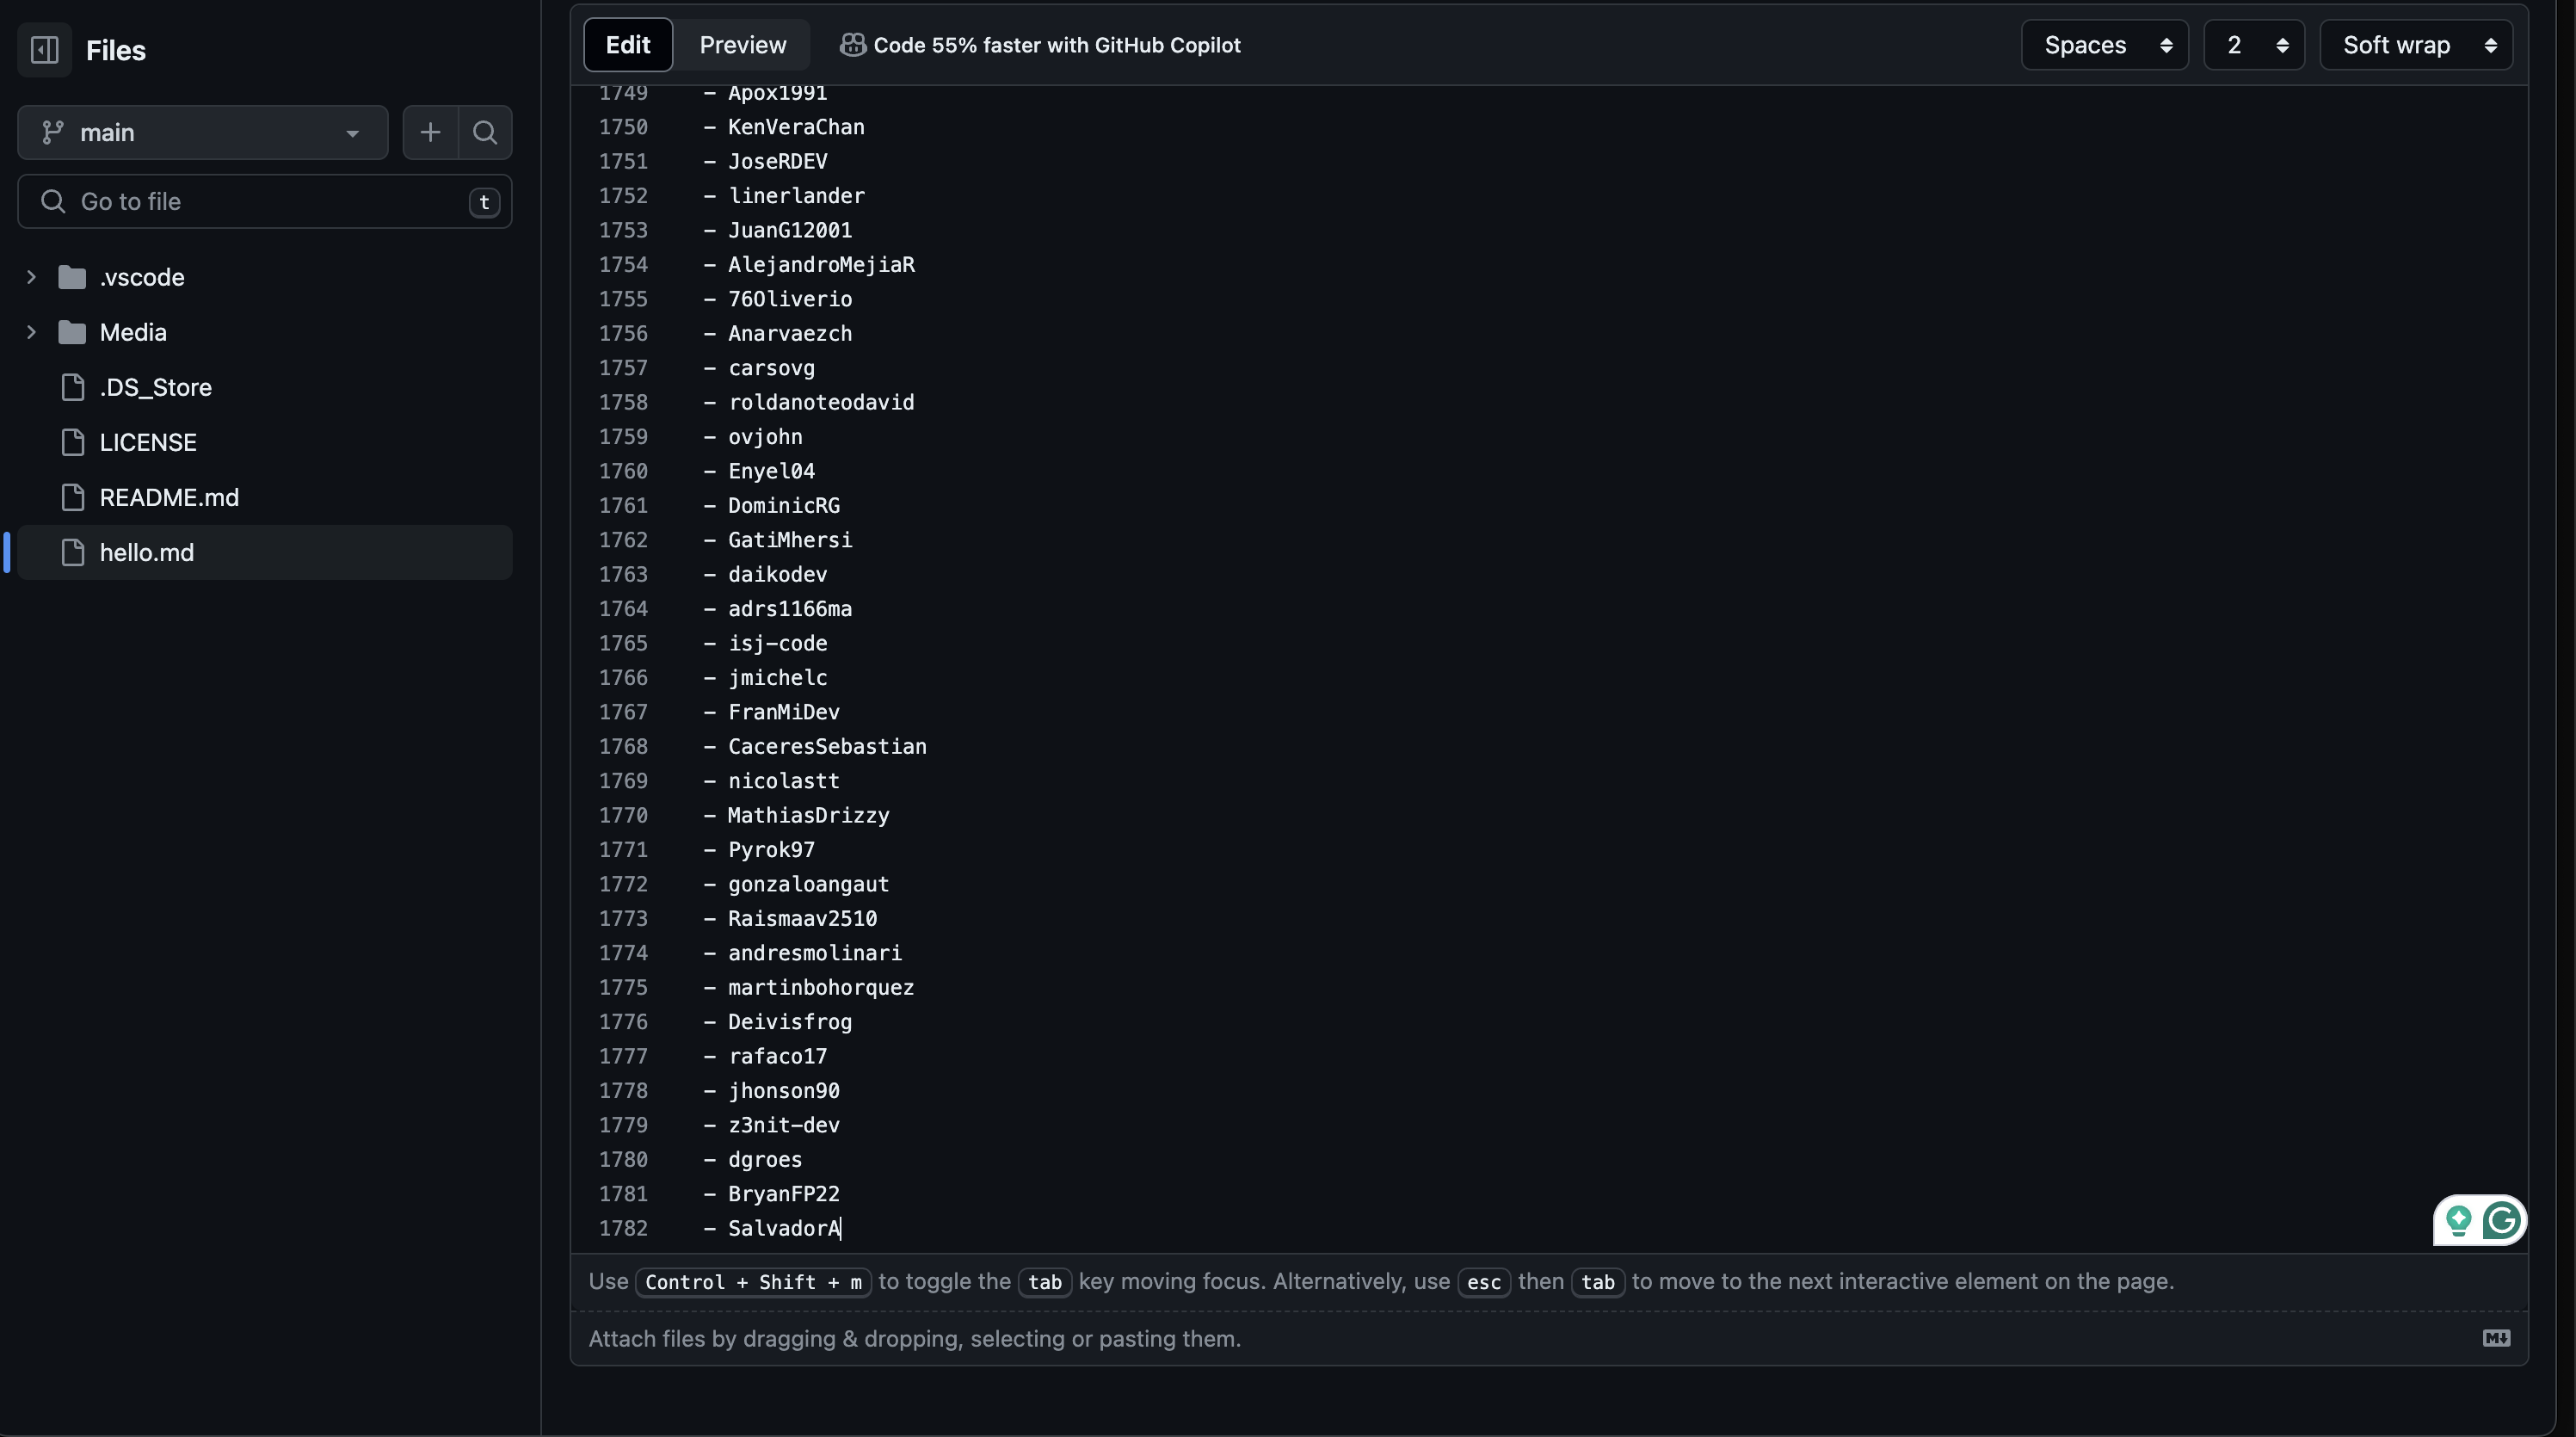 Files
main
Go to file
t
.vscode
Media
.DS_Store
LICENSE
README.md
hello.md
Edit Preview Code 55% faster with GitHub Copilot Spaces 2 Soft wrap
1749 - Apox1991
1750 - KenVeraChan
1751 - JoseRDEV
1752 - linerlander
1753 - JuanG12001
1754 - AlejandroMejiaR
1755 - 76Oliverio
1756 - Anarvaezch
1757 - carsovg
1758 - roldanoteodavid
1759 - ovjohn
1760 - Enyel04
1761 - DominicRG
1762 - GatiMhersi
1763 - daikodev
1764 - adrs1166ma
1765 - isj-code
1766 - jmichelc
1767 - FranMiDev
1768 - CaceresSebastian
1769 - nicolastt
1770 - MathiasDrizzy
1771 - Pyrok97
1772 - gonzaloangaut
1773 - Raismaav2510
1774 - andresmolinari
1775 - martinbohorquez
1776 - Deivisfrog
1777 - rafaco17
1778 - jhonson90
1779 - z3nit-dev
1780 - dgroes
1781 - BryanFP22
1782 - SalvadorA
Use Control + Shift + m to toggle the tab key moving focus. Alternatively, use esc then tab to move to the next interactive element on the page.
Attach files by dragging & dropping, selecting or pasting them.